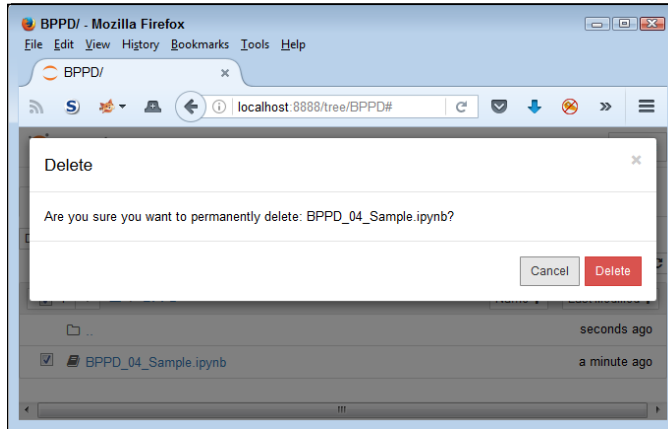 BPPD/ - Mozilla Firefox
File Edit View History Bookmarks Tools Help
BPPD/
localhost:8888/tree/BPPD#
Delete
Are you sure you want to permanently delete: BPPD_04_Sample.ipynb?
Cancel Delete
..
seconds ago
BPPD_04_Sample.ipynb
a minute ago